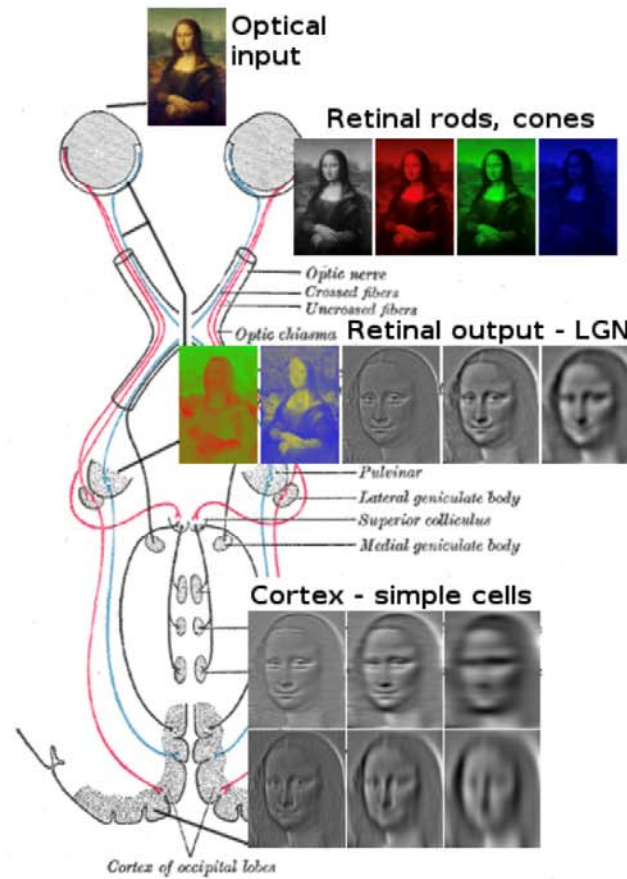 Optical
input
Retinal rods, cones
Optic nerve
Crossed fibers
Uncrossed fibers
Optic chiasma
Retinal output - LGN
Pulvinar
Lateral geniculate body
Superior colliculus
Medial geniculate body
Cortex - simple cells
Cortex of occipital lobes